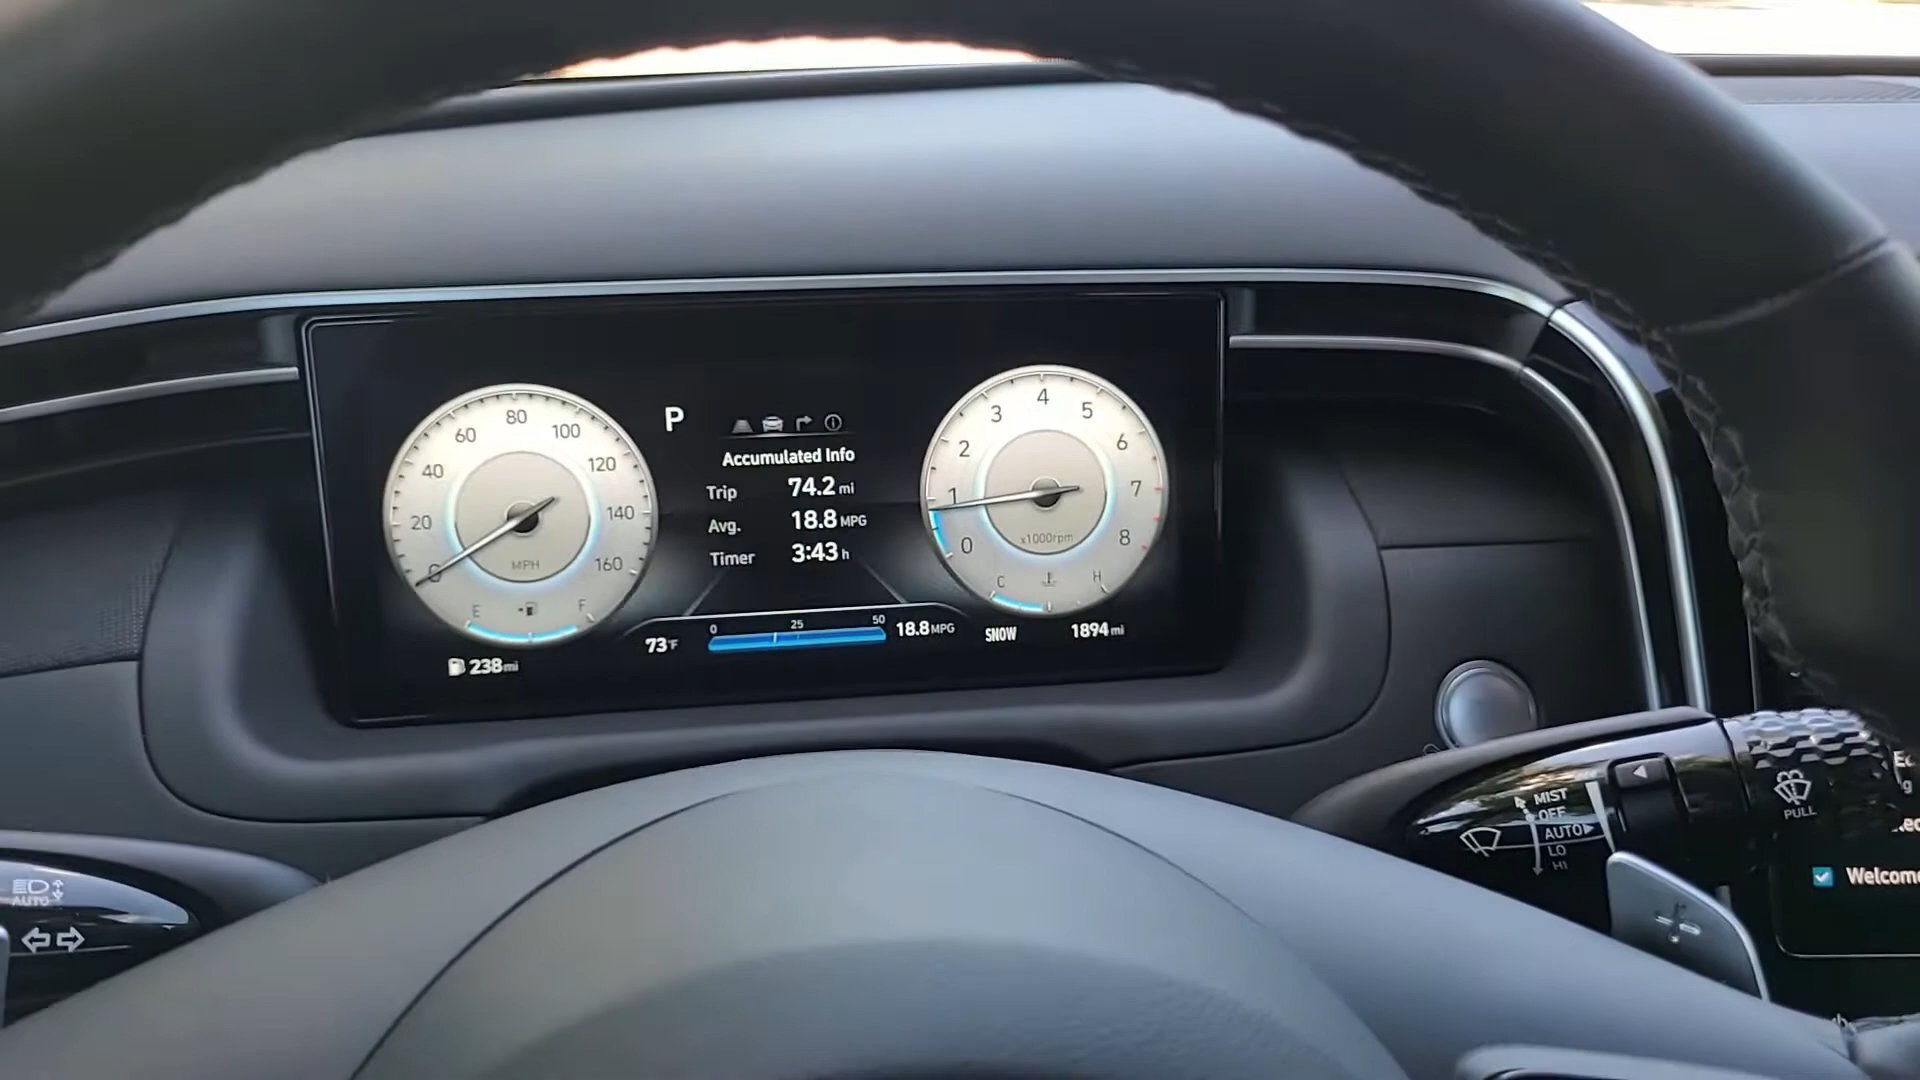 80
60
100
40
120
20
140
0
160
MPH
E
F
238 mi
P
Accumulated Info
Trip 74.2 mi
Avg. 18.8 MPG
Timer 3:43 h
73°F
0 25 50
18.8 MPG
4
3
5
2
6
1
7
0
8
x1000rpm
C
H
SNOW
1894 mi
AUTO
MIST
OFF
AUTO
LO
HI
PULL
Welcome